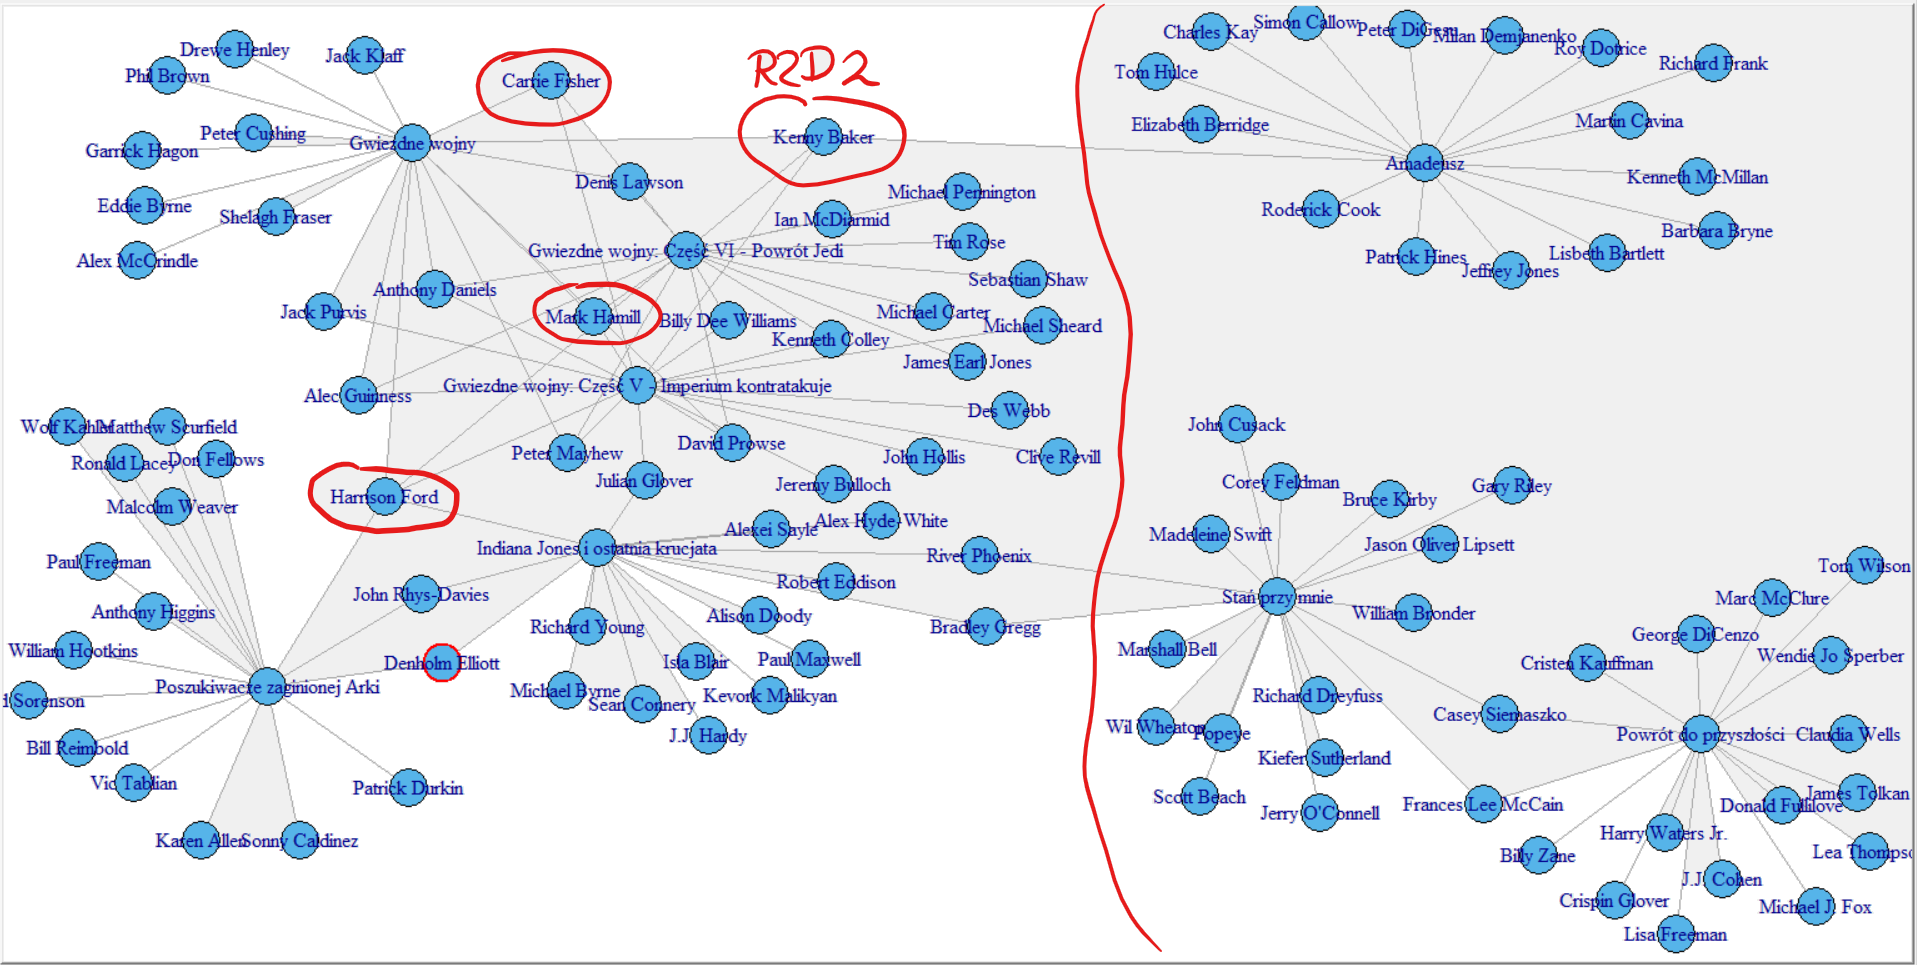 Drewe Henley
Jack Klaff
Phil Brown
Carrie Fisher
R2D2
Kenny Baker
Peter Cushing
Garrick Hagon
Gwiezdne wojny
Denis Lawson
Eddie Byrne
Shelagh Fraser
Alex McCrindle
Michael Pennington
Ian McDiarmid
Tim Rose
Gwiezdne wojny: Część VI - Powrót Jedi
Sebastian Shaw
Anthony Daniels
Jack Purvis
Mark Hamill
Billy Dee Williams
Michael Carter
Michael Sheard
Kenneth Colley
James Earl Jones
Alec Guinness
Gwiezdne wojny: Część V - Imperium kontratakuje
Des Webb
Wolf Kahler
Matthew Scurfield
Ronald Lacey
Don Fellows
Peter Mayhew
David Prowse
John Hollis
Clive Revill
Julian Glover
Jeremy Bulloch
Harrison Ford
Malcolm Weaver
Alexei Sayle
Alex Hyde-White
Indiana Jones i ostatnia krucjata
River Phoenix
Paul Freeman
Robert Eddison
John Rhys-Davies
Anthony Higgins
Alison Doody
Richard Young
Bradley Gregg
William Hootkins
Denholm Elliott
Isla Blair
Paul Maxwell
Poszukiwacze zaginionej Arki
Michael Byrne
Sean Connery
Kevork Malikyan
d Sorenson
J.J. Hardy
Bill Reimbold
Vic Tablian
Patrick Durkin
Karen Allen
Sonny Caldinez
Charles Kay
Simon Callow
Peter DiGesu
Milan Demjanenko
Roy Dotrice
Richard Frank
Tom Hulce
Elizabeth Berridge
Martin Cavina
Amadeusz
Kenneth McMillan
Roderick Cook
Barbara Bryne
Patrick Hines
Jeffrey Jones
Lisbeth Bartlett
John Cusack
Corey Feldman
Bruce Kirby
Gary Riley
Madeleine Swift
Jason Oliver Lipsett
Tom Wilson
Stań przy mnie
William Bronder
Marc McClure
George DiCenzo
Marshall Bell
Cristen Kauffman
Wendie Jo Sperber
Richard Dreyfuss
Casey Siemaszko
Wil Wheaton
Popeye
Powrót do przyszłości
Claudia Wells
Kiefer Sutherland
Scott Beach
Jerry O'Connell
Frances Lee McCain
Donald Fullilove
James Tolkan
Harry Waters Jr.
Billy Zane
Lea Thompso
J.J. Cohen
Crispin Glover
Michael J. Fox
Lisa Freeman